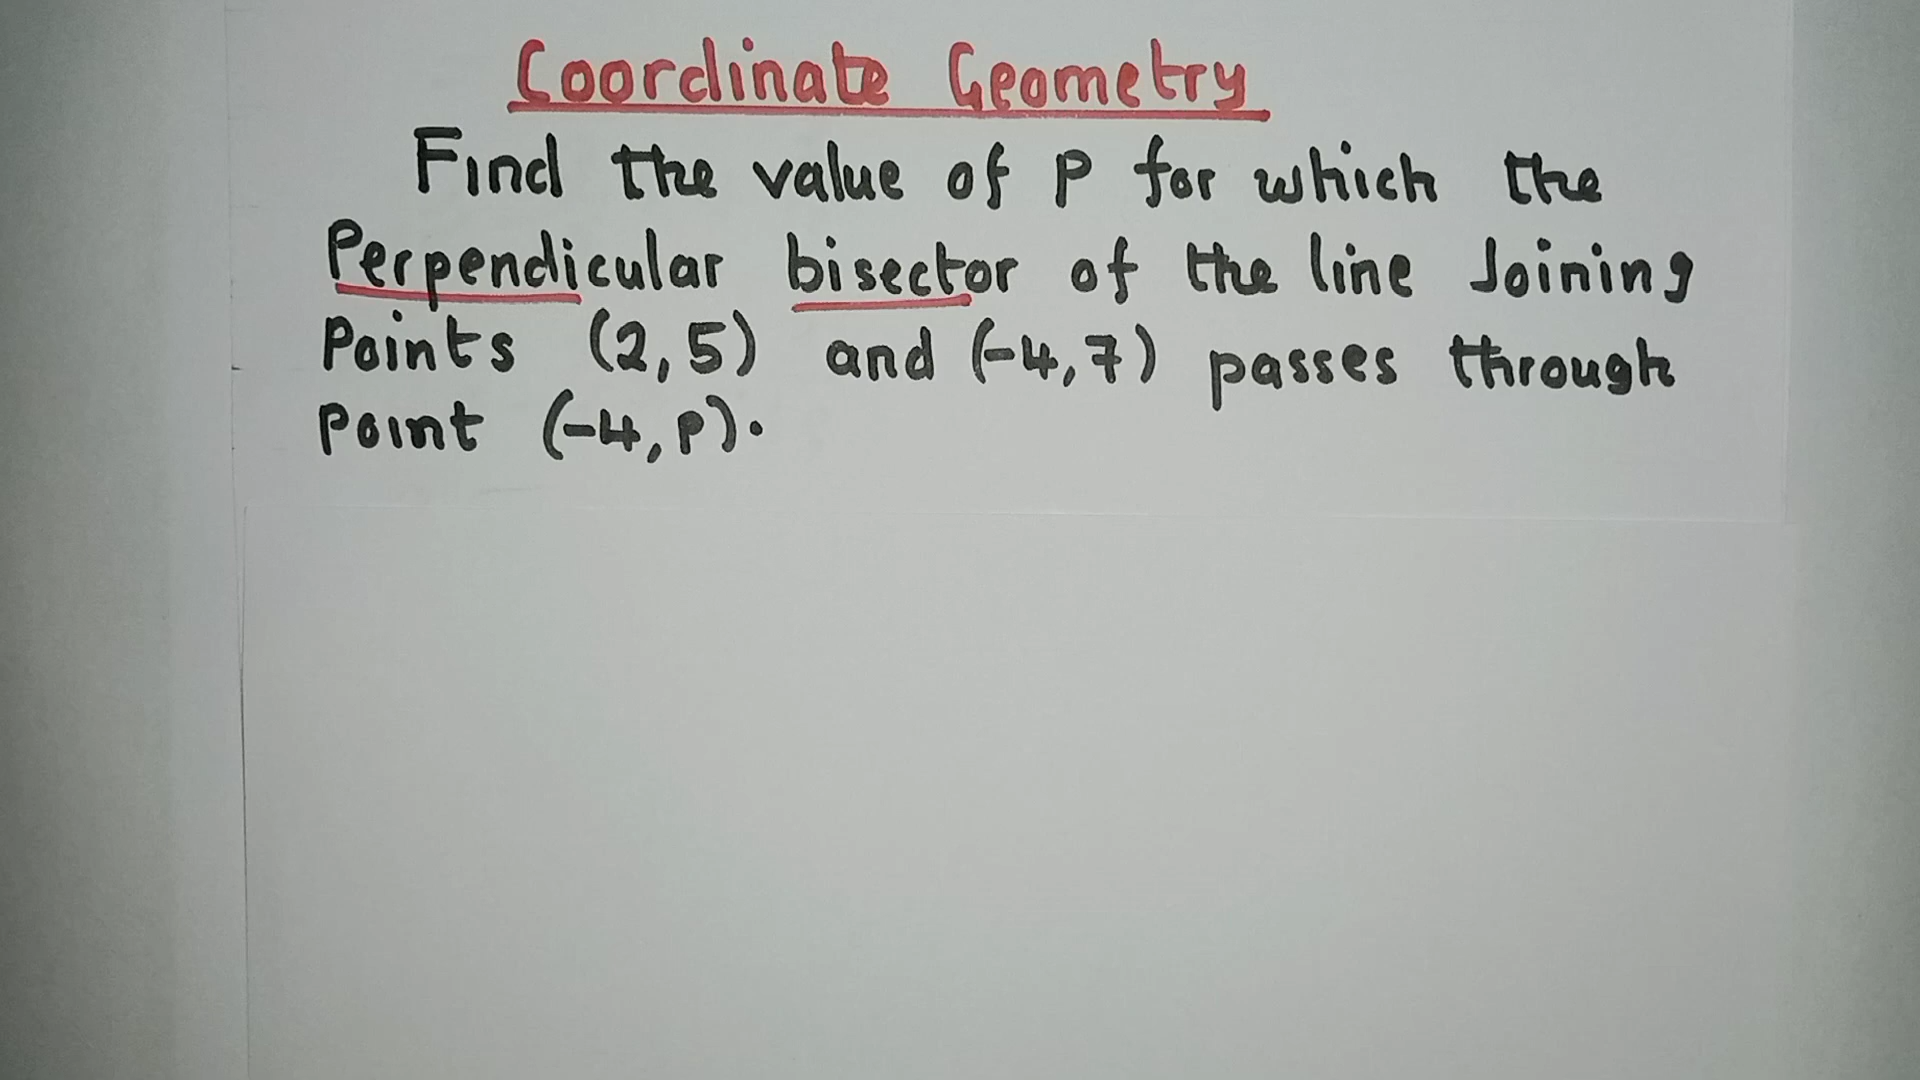 Coordinate Geometry
Find the value of P for which the
Perpendicular bisector of the line Joining
Points (2,5) and (-4,7) passes through
Point (-4,P).